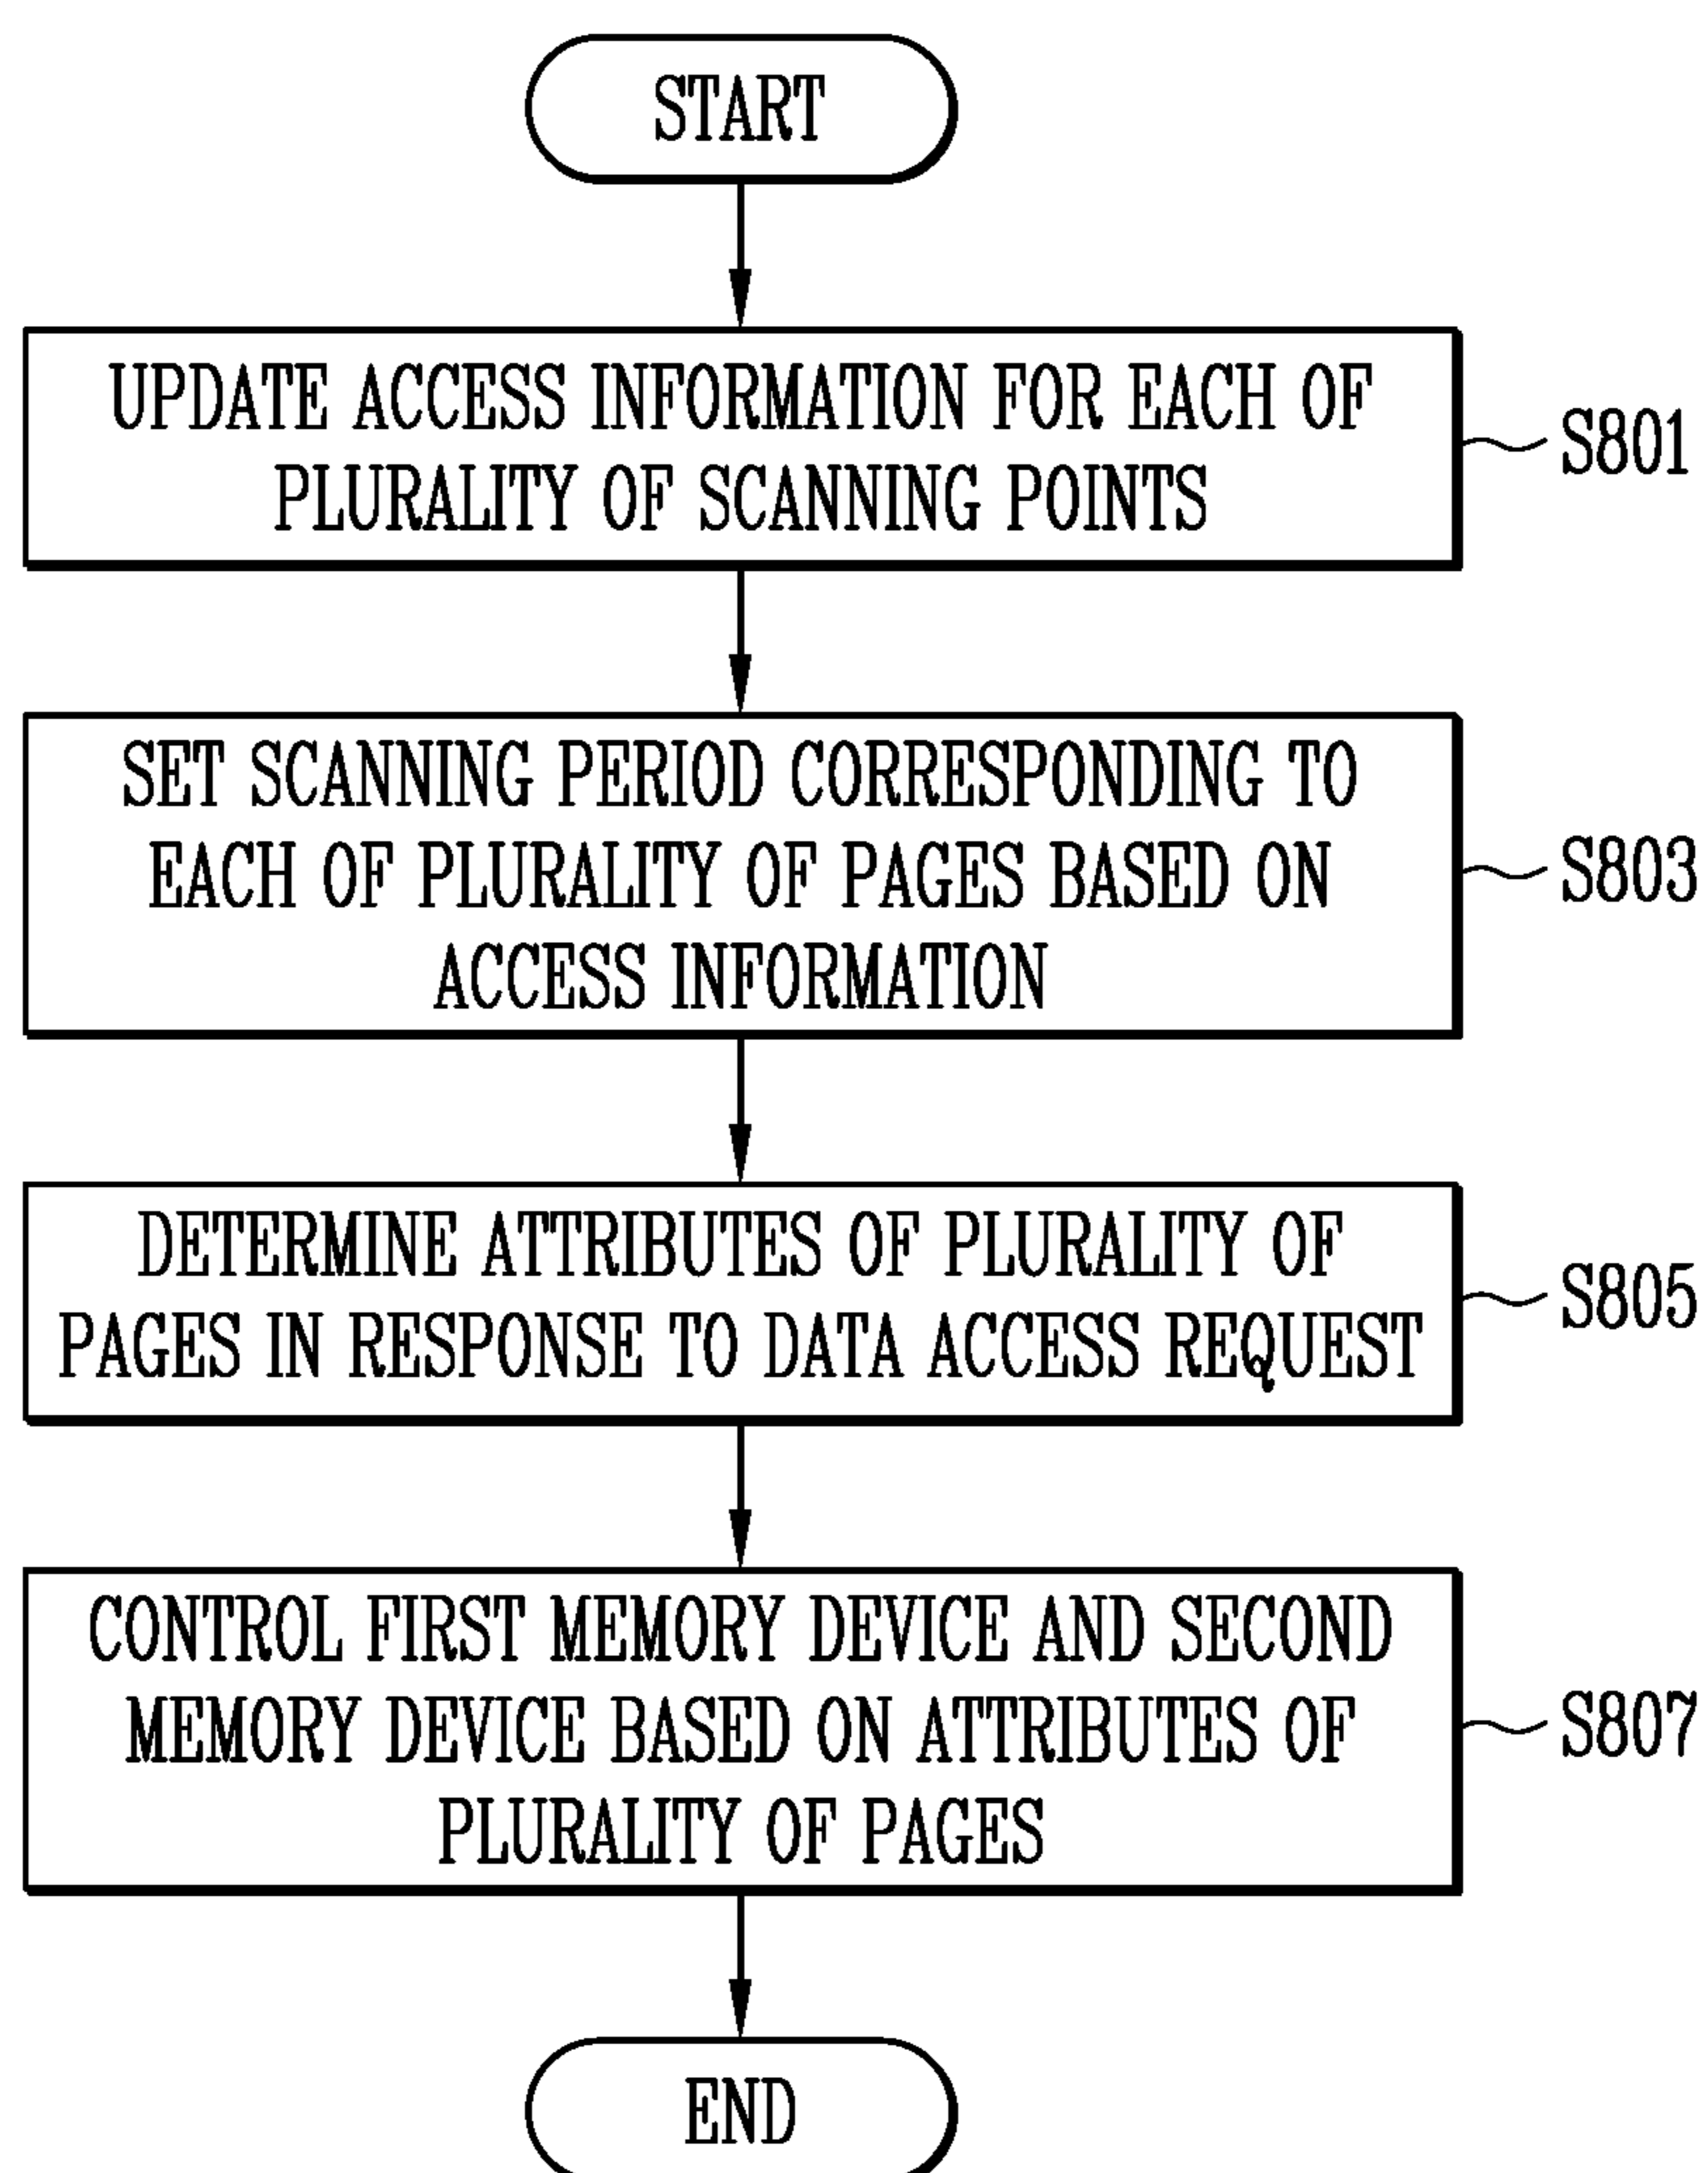 START
UPDATE ACCESS INFORMATION FOR EACH OF
PLURALITY OF SCANNING POINTS
S801
SET SCANNING PERIOD CORRESPONDING TO
EACH OF PLURALITY OF PAGES BASED ON
ACCESS INFORMATION
S803
DETERMINE ATTRIBUTES OF PLURALITY OF
PAGES IN RESPONSE TO DATA ACCESS REQUEST
S805
CONTROL FIRST MEMORY DEVICE AND SECOND
MEMORY DEVICE BASED ON ATTRIBUTES OF
PLURALITY OF PAGES
S807
END